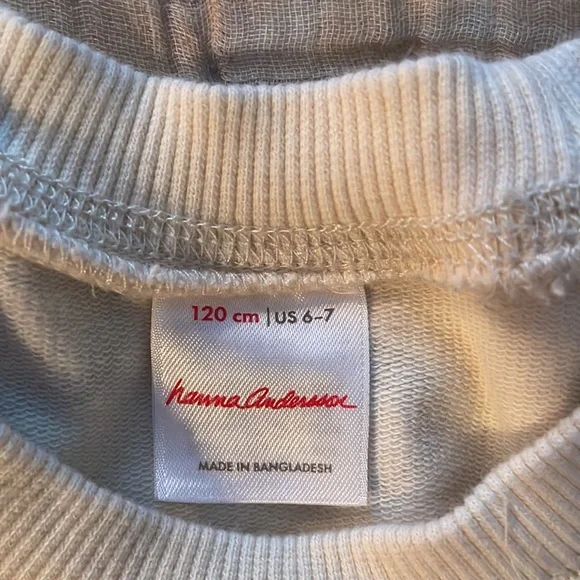 120 cm | US 6-7
hanna andersson
MADE IN BANGLADESH